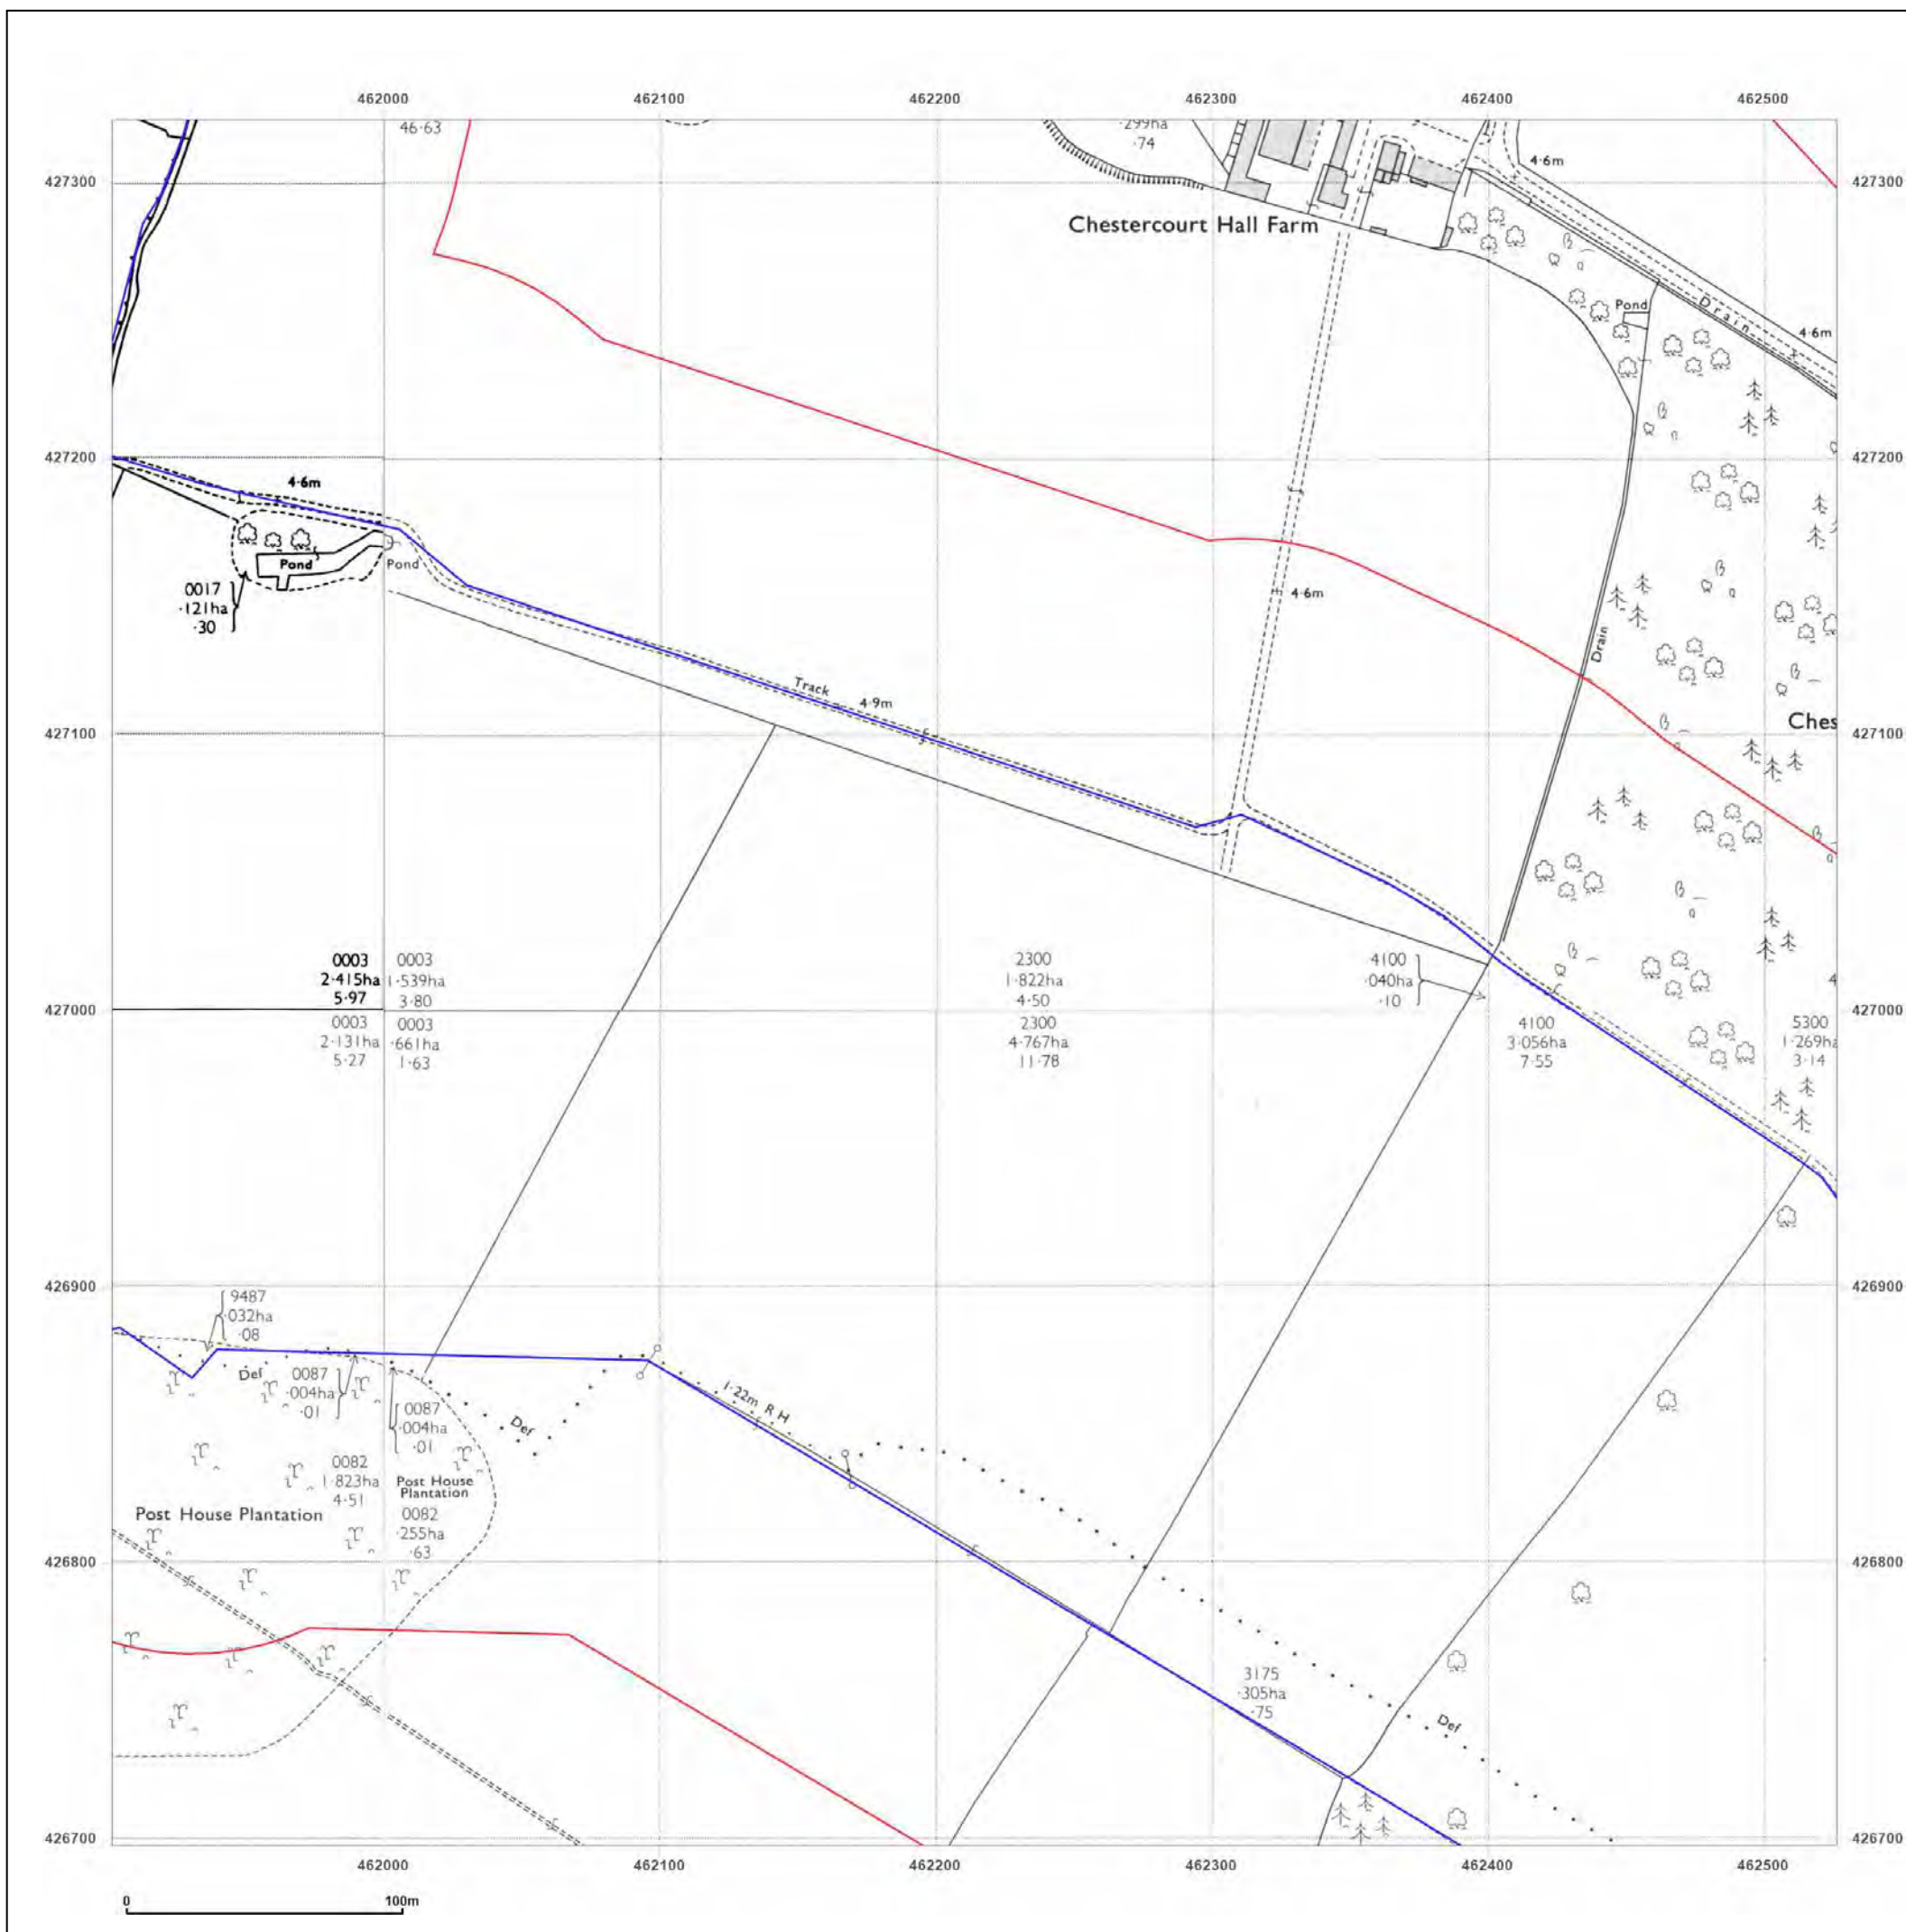 462000 462100 462200 462300 462400 462500
46·63
·299ha
·74
4·6m
427300 427300
Chestercourt Hall Farm
Drain
Pond
4·6m
427200 427200
4·6m
Pond
Pond
0017
·121ha
·30
4·6m
Drain
Track 4·9m
Ches
427100 427100
0003
2·415ha
5·97
0003
1·539ha
3·80
2300
1·822ha
4·50
4100
·040ha
·10
4
427000 427000
0003
2·131ha
5·27
0003
·661ha
1·63
2300
4·767ha
11·78
4100
3·056ha
7·55
5300
1·269ha
3·14
426900 426900
9487
·032ha
·08
Def
0087
·004ha
·01
0087
·004ha
·01
Def
1·22m R H
0082
1·823ha
4·51
Post House
Plantation
0082
·255ha
·63
Post House Plantation
426800 426800
3175
·305ha
·75
Def
426700 426700
462000 462100 462200 462300 462400 462500
0 100m